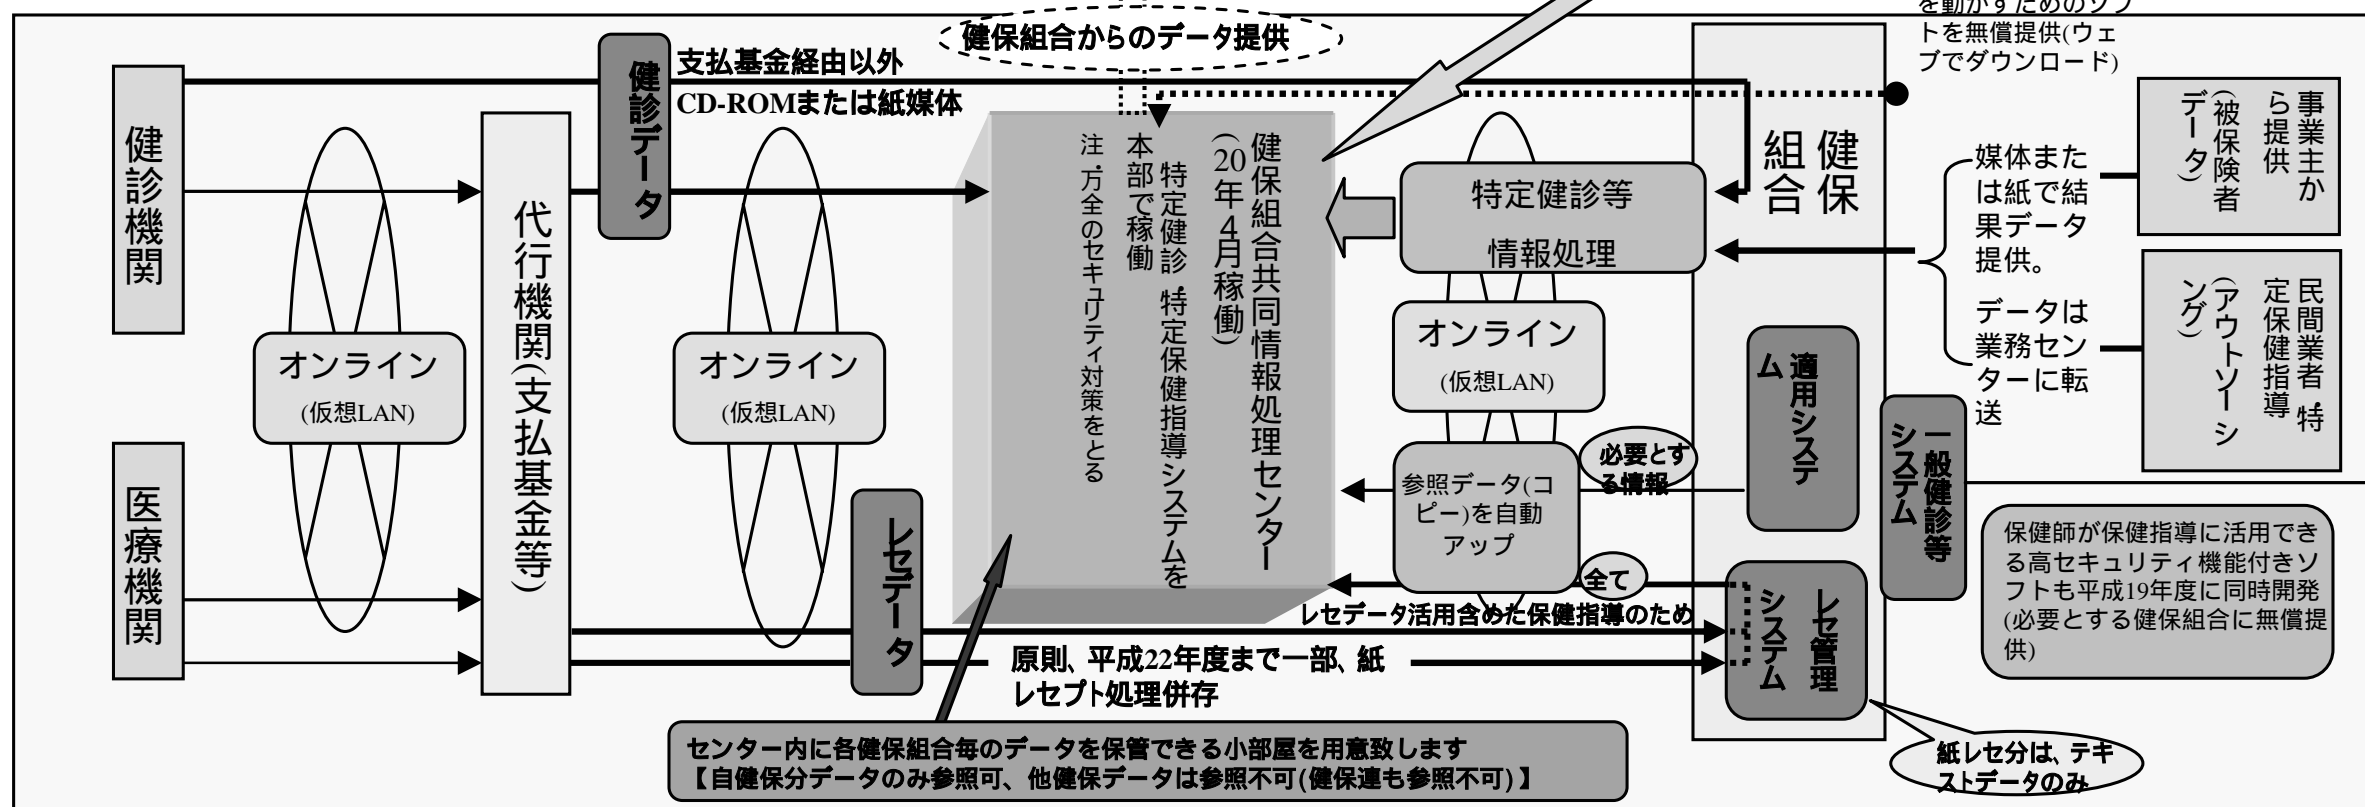 を動かすためのソフ
トを無償提供(ウェ
ブでダウンロード)
健保組合からのデータ提供
支払基金経由以外
CD-ROMまたは紙媒体
健診データ
健診機関
医療機関
代行機関(支払基金等)
オンライン
(仮想LAN)
オンライン
(仮想LAN)
レセデータ
健保組合共同情報処理センター
(20年4月稼働)
特定健診・特定保健指導システムを
本部で稼働
注・万全のセキュリティ対策をとる
特定健診等
情報処理
オンライン
(仮想LAN)
参照データ(コ
ピー)を自動
アップ
必要とす
る情報
全て
レセデータ活用含めた保健指導のため
原則、平成22年度まで一部、紙
レセプト処理併存
センター内に各健保組合毎のデータを保管できる小部屋を用意致します
【自健保分データのみ参照可、他健保データは参照不可(健保連も参照不可)】
健保
組合
適用システ
ム
レセ管理
システム
一般健診等
システム
媒体また
は紙で結
果データ
提供。
データは
業務セン
ターに転
送
事業主か
ら提供
(被保険者
データ)
民間業者・特
定保健指導
(アウトソーシ
ング)
保健師が保健指導に活用でき
る高セキュリティ機能付きソ
フトも平成19年度に同時開発
(必要とする健保組合に無償提
供)
紙レセ分は、テキ
ストデータのみ